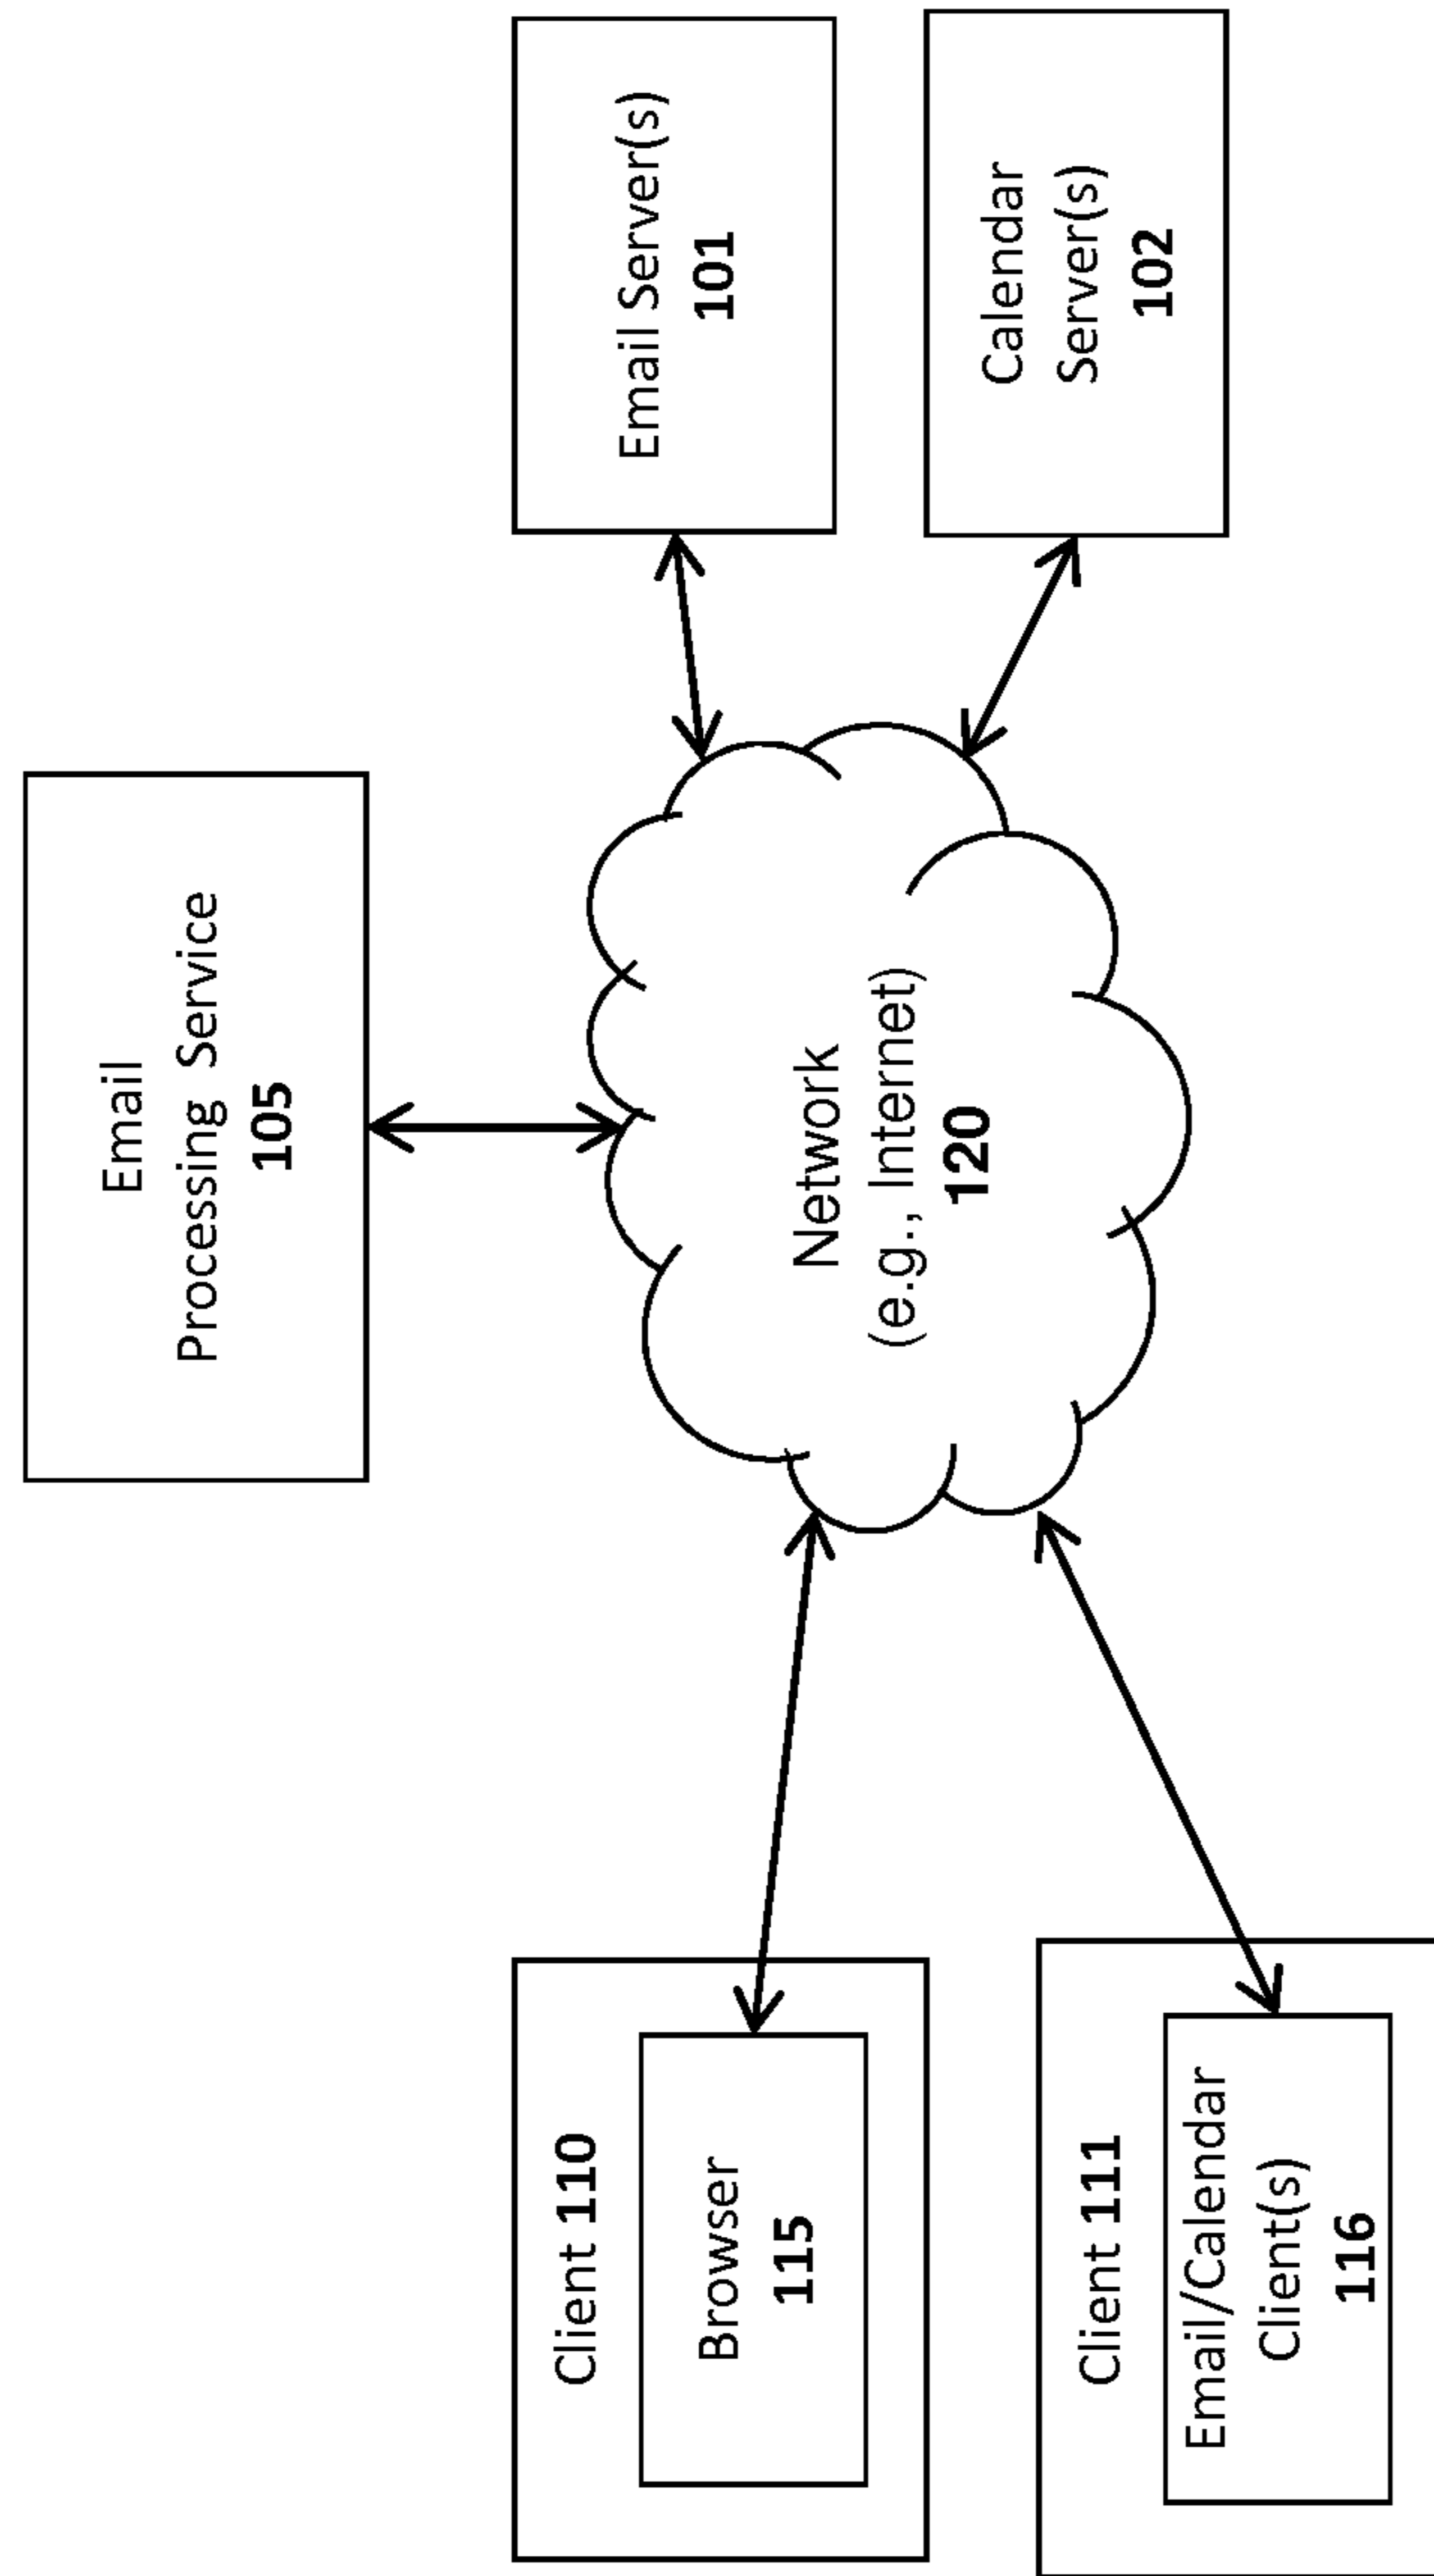 Email
Processing Service
105
Client 110
Browser
115
Network
(e.g., Internet)
120
Email Server(s)
101
Client 111
Email/Calendar
Client(s)
116
Calendar
Server(s)
102